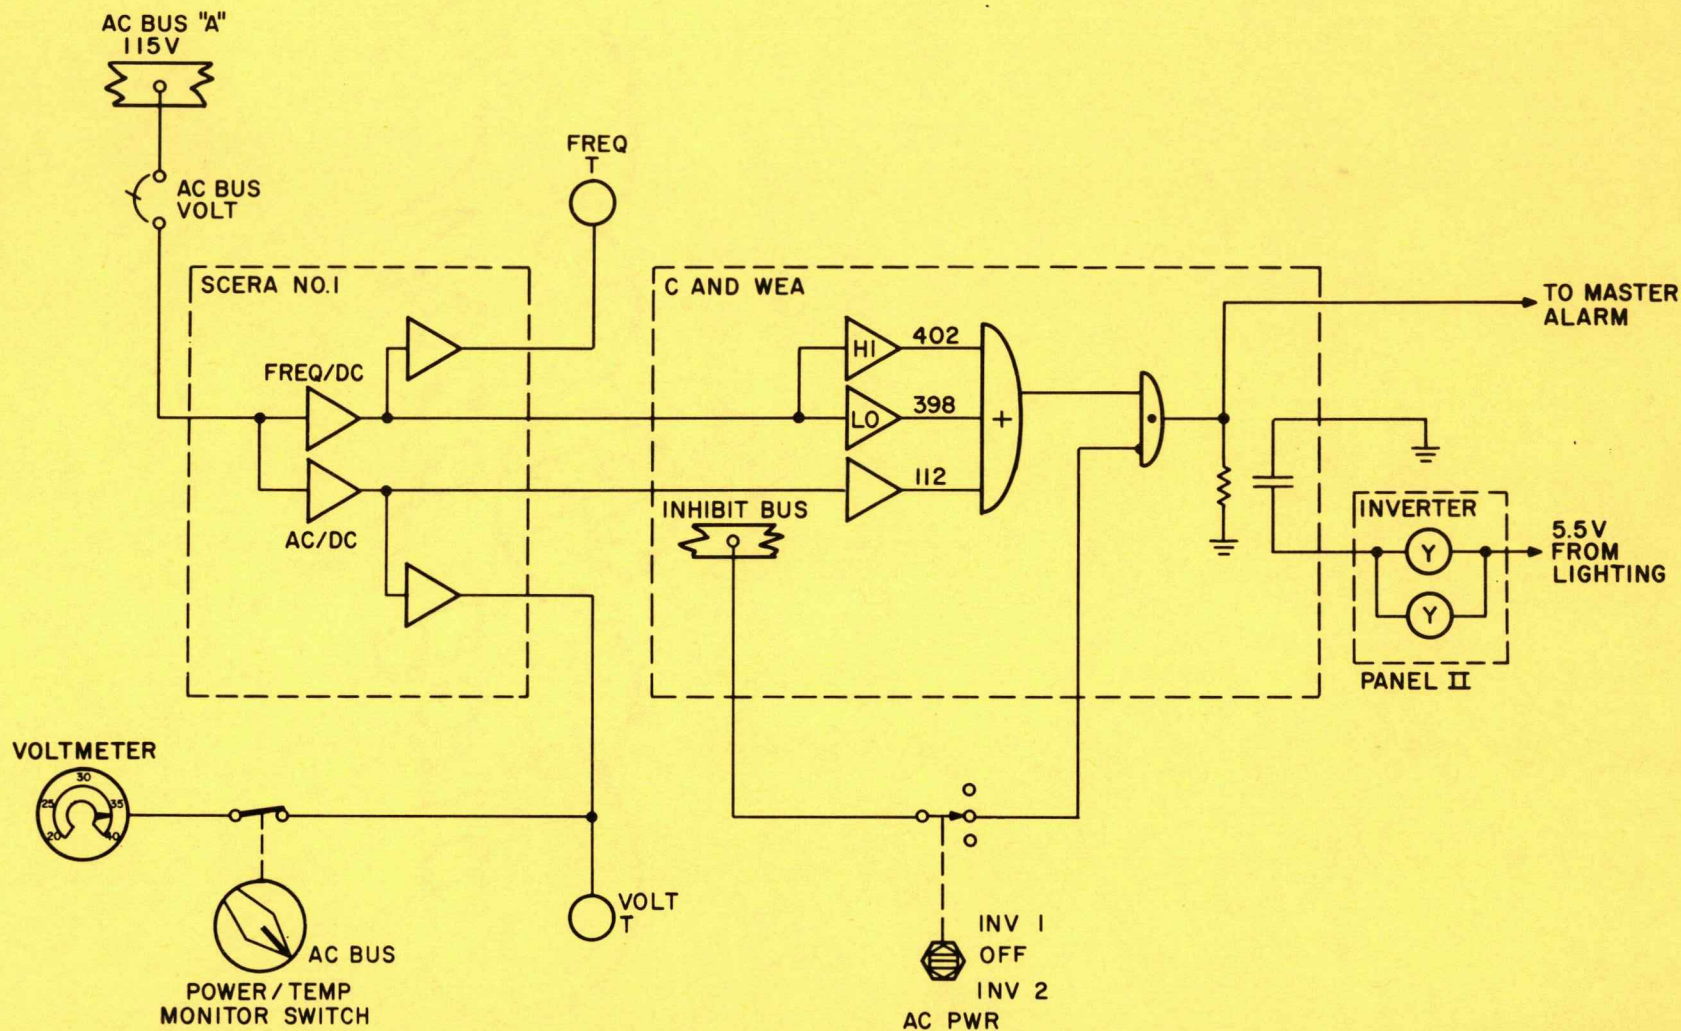 AC BUS "A"
115V
AC BUS
VOLT
FREQ
T
SCERA NO.1
FREQ/DC
AC/DC
C AND WEA
HI
402
LO
398
+
112
INHIBIT BUS
TO MASTER
ALARM
INVERTER
Y
Y
5.5V
FROM
LIGHTING
PANEL II
VOLTMETER
20
25
30
35
40
AC BUS
POWER/TEMP
MONITOR SWITCH
VOLT
T
INV 1
OFF
INV 2
AC PWR